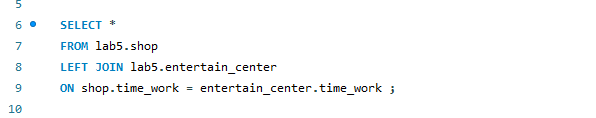 5
6 SELECT *
7 FROM lab5.shop
8 LEFT JOIN lab5.entertain_center
9 ON shop.time_work = entertain_center.time_work ;
10